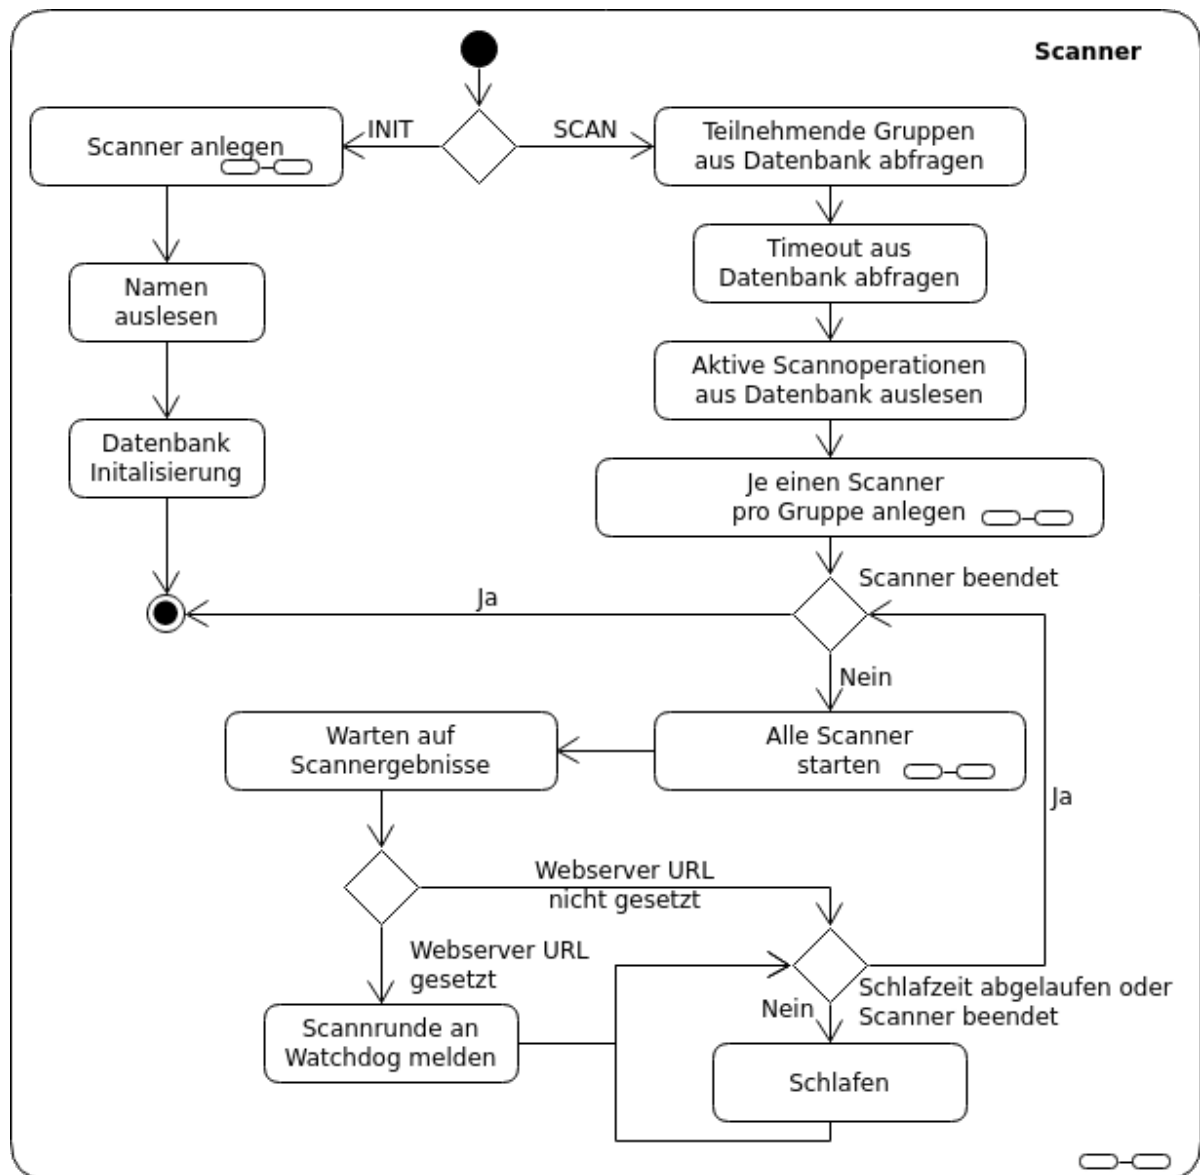 Scanner
INIT
SCAN
Scanner anlegen
Teilnehmende Gruppen
aus Datenbank abfragen
Timeout aus
Datenbank abfragen
Namen
auslesen
Aktive Scannoperationen
aus Datenbank auslesen
Datenbank
Initalisierung
Je einen Scanner
pro Gruppe anlegen
Scanner beendet
Ja
Nein
Alle Scanner
starten
Warten auf
Scannergebnisse
Ja
Webserver URL
nicht gesetzt
Webserver URL
gesetzt
Schlafzeit abgelaufen oder
Scanner beendet
Nein
Scannrunde an
Watchdog melden
Schlafen